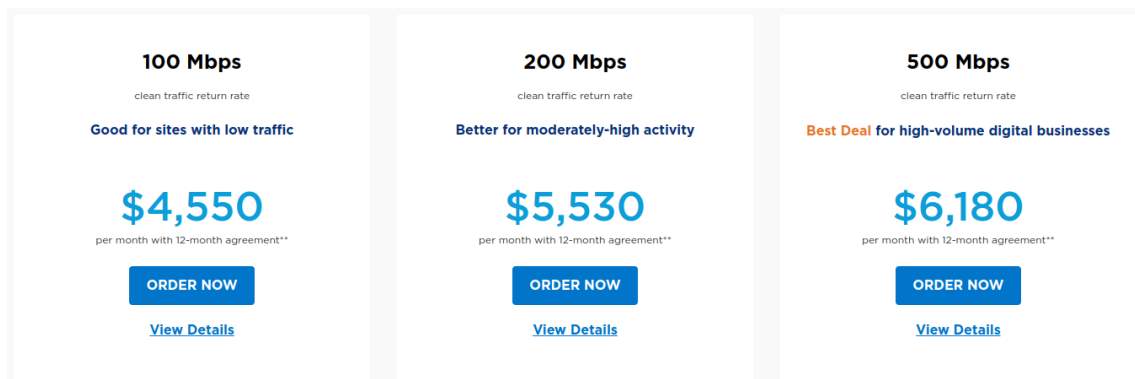 100 Mbps
clean traffic return rate
Good for sites with low traffic
$4,550
per month with 12-month agreement**
ORDER NOW
View Details
200 Mbps
clean traffic return rate
Better for moderately-high activity
$5,530
per month with 12-month agreement**
ORDER NOW
View Details
500 Mbps
clean traffic return rate
Best Deal for high-volume digital businesses
$6,180
per month with 12-month agreement**
ORDER NOW
View Details